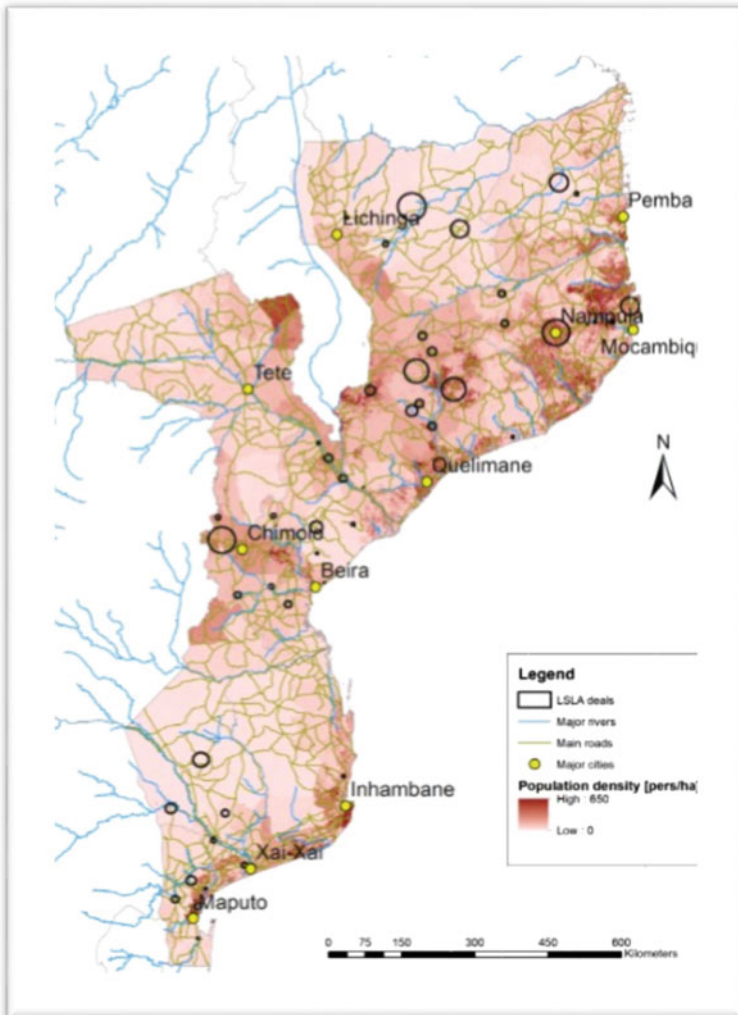 Pemba
Lichinga
Nampula
Mocambiq
Tete
N
Quelimane
Chimoio
Beira
Legend
LSLA deals
Major rivers
Main roads
Major cities
Population density [pers/ha]
High : 650
Low : 0
Inhambane
Xai-Xai
Maputo
0 75 150 300 450 600
Kilometers